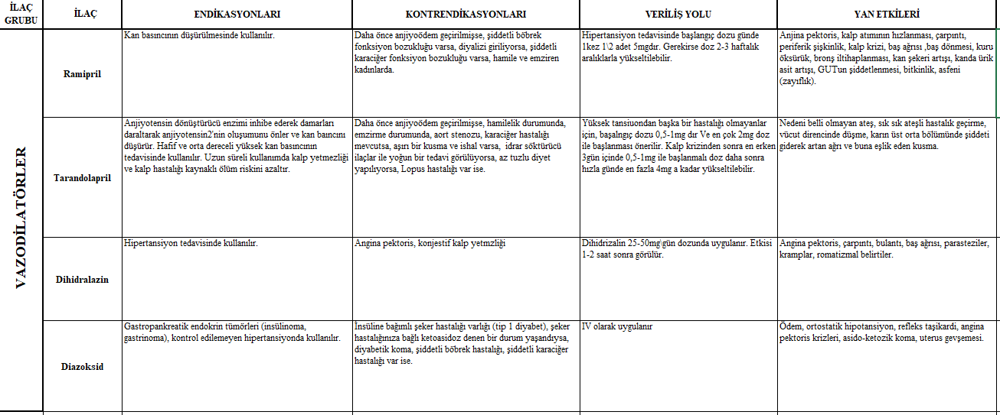 İLAÇ
GRUBU
İLAÇ
ENDİKASYONLARI
KONTRENDİKASYONLARI
VERİLİŞ YOLU
YAN ETKİLERİ
VAZODİLATÖRLER
Ramipril
Kan basıncının düşürülmesinde kullanılır.
Daha önce anjiyoödem geçirilmişse, şiddetli böbrek
fonksiyon bozukluğu varsa, diyalizi giriliyorsa, şiddetli
karaciğer fonksiyon bozukluğu varsa, hamile ve emziren
kadınlarda.
Hipertansiyon tedavisinde başlangıç dozu günde
1kez 1\2 adet 5mgdır. Gerekirse doz 2-3 haftalık
aralıklarla yükseltilebilir.
Anjina pektoris, kalp atımının hızlanması, çarpıntı,
periferik şişkinlik, kalp krizi, baş ağrısı ,baş dönmesi, kuru
öksürük, bronş iltihaplanması, kan şekeri artışı, kanda ürik
asit artışı, GUTun şiddetlenmesi, bitkinlik, asfeni
(zayıflık).
Tarandolapril
Anjiyotensin dönüştürücü enzimi inhibe ederek damarları
daraltarak anjiyotensin2'nin oluşumunu önler ve kan baıncını
düşürür. Hafif ve orta dereceli yüksek kan basıncının
tedavisinde kullanılır. Uzun süreli kullanımda kalp yetmezliği
ve kalp hastalığı kaynaklı ölüm riskini azaltır.
Daha önce anjiyoödem geçirilmişse, hamilelik durumunda,
emzirme durumunda, aort stenozu, karaciğer hastalığı
mevcutsa, aşırı bir kusma ve ishal varsa, idrar söktürücü
ilaçlar ile yoğun bir tedavi görülüyorsa, az tuzlu diyet
yapılıyorsa, Lopus hastalığı var ise.
Yüksek tansiuondan başka bir hastalığı olmayanlar
için, başalngıç dozu 0,5-1mg dır Ve en çok 2mg doz
ile başlanması önerilir. Kalp krizinden sonra en erken
3gün içinde 0,5-1mg ile başlanmalı doz daha sonra
hızla günde en fazla 4mg a kadar yükseltilebilir.
Nedeni belli olmayan ateş, sık sık ateşli hastalık geçirme,
vücut direncinde düşme, karın üst orta bölümünde şiddeti
giderek artan ağrı ve buna eşlik eden kusma.
Dihidralazin
Hipertansiyon tedavisinde kullanılır.
Angina pektoris, konjestif kalp yetmzliği
Dihidrizalin 25-50mg\gün dozunda uygulanır. Etkisi
1-2 saat sonra görülür.
Angina pektoris, çarpıntı, bulantı, baş ağrısı, parasteziler,
kramplar, romatizmal belirtiler.
Diazoksid
Gastropankreatik endokrin tümörleri (insülinoma,
gastrinoma), kontrol edilemeyen hipertansiyonda kullanılır.
İnsüline bağımlı şeker hastalığı varlığı (tip 1 diyabet), şeker
hastalığınıza bağlı ketoasidoz denen bir durum yaşandıysa,
diyabetik koma, şiddetli böbrek hastalığı, şiddetli karaciğer
hastalığı var ise.
IV olarak uygulanır
Ödem, ortostatik hipotansiyon, refleks taşikardi, angina
pektoris krizleri, asido-ketozik koma, uterus gevşemesi.